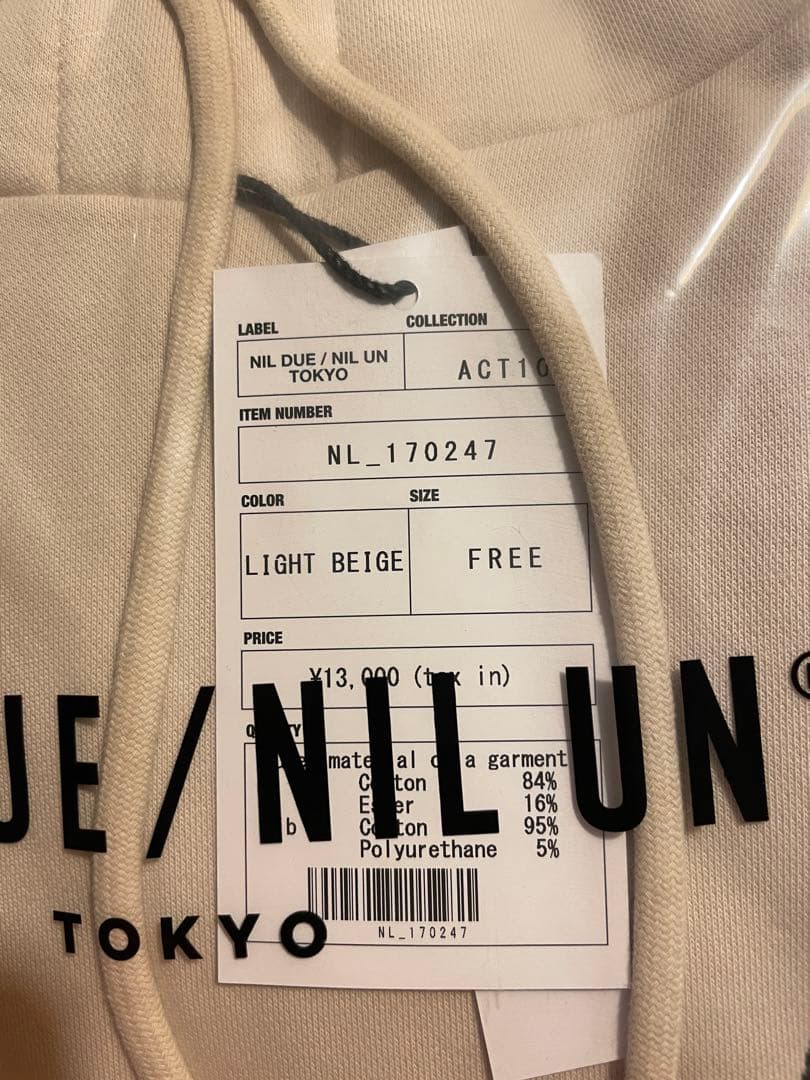 LABEL
COLLECTION
NIL DUE / NIL UN
TOKYO
ACT10
ITEM NUMBER
NL_170247
COLOR
SIZE
LIGHT BEIGE
FREE
PRICE
¥13,000 (tax in)
a garment
Cotton 84%
16%
b Cotton 95%
Polyurethane 5%
NL_170247
UE/NIL UN®
TOKYO